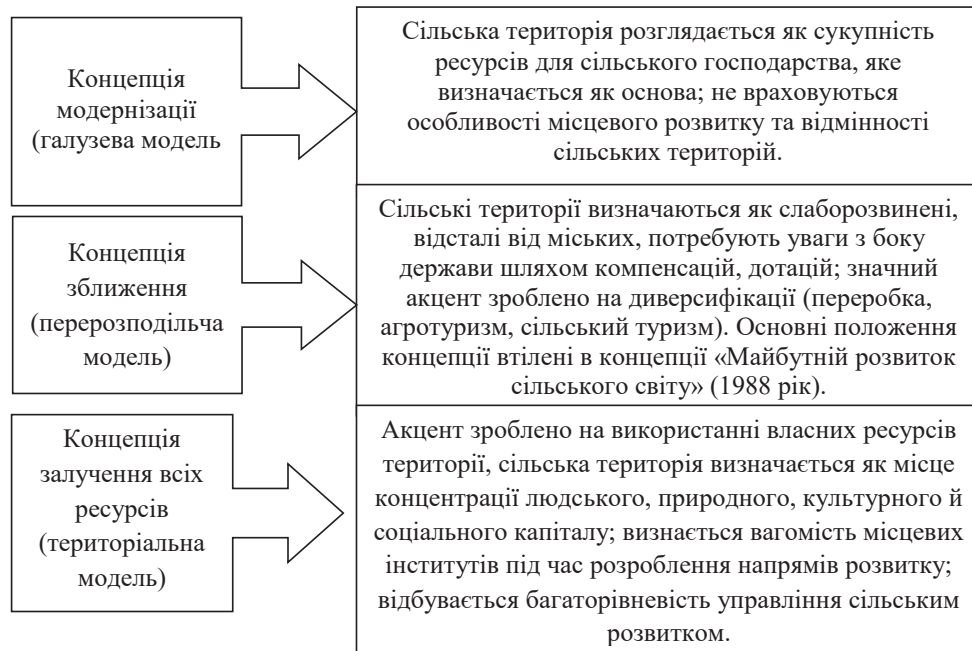 Концепція
модернізації
(галузева модель
Сільська територія розглядається як сукупність
ресурсів для сільського господарства, яке
визначається як основа; не враховуються
особливості місцевого розвитку та відмінності
сільських територій.
Концепція
зближення
(перерозподільча
модель)
Сільські території визначаються як слаборозвинені,
відсталі від міських, потребують уваги з боку
держави шляхом компенсацій, дотацій; значний
акцент зроблено на диверсифікації (переробка,
агротуризм, сільський туризм). Основні положення
концепції втілені в концепції «Майбутній розвиток
сільського світу» (1988 рік).
Концепція
залучення всіх
ресурсів
(територіальна
модель)
Акцент зроблено на використанні власних ресурсів
території, сільська територія визначається як місце
концентрації людського, природного, культурного й
соціального капіталу; визнається вагомість місцевих
інститутів під час розроблення напрямів розвитку;
відбувається багаторівневість управління сільським
розвитком.